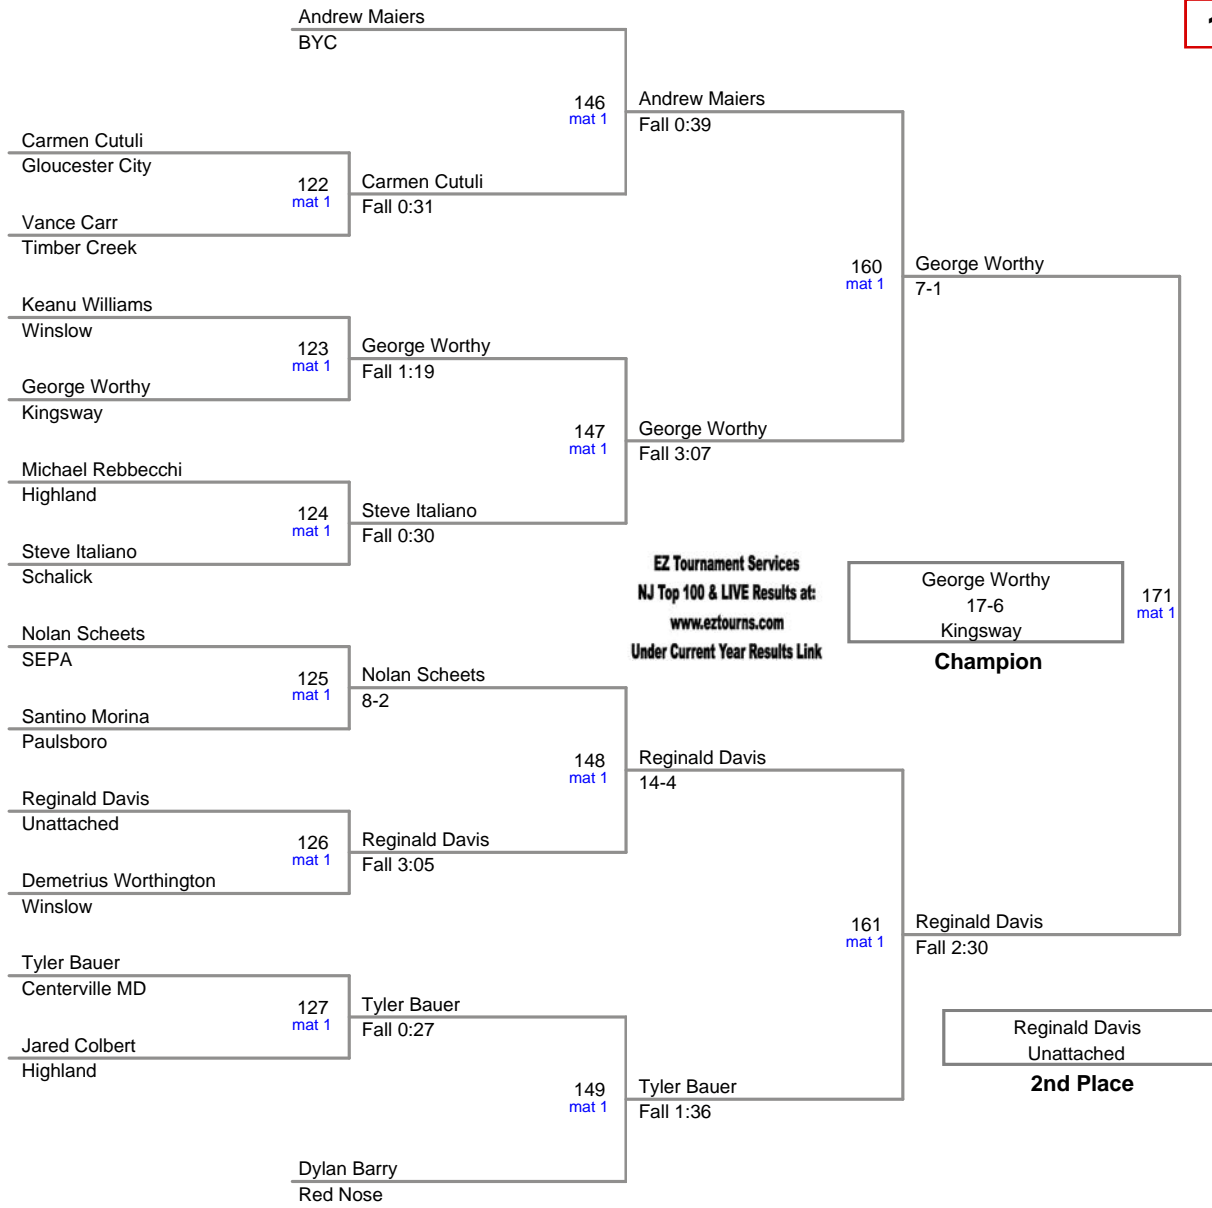 Andrew Maiers
BYC
146
mat 1
Andrew Maiers
Fall 0:39
Carmen Cutuli
Gloucester City
122
mat 1
Carmen Cutuli
Fall 0:31
Vance Carr
Timber Creek
160
mat 1
George Worthy
7-1
Keanu Williams
Winslow
123
mat 1
George Worthy
Fall 1:19
George Worthy
Kingsway
147
mat 1
George Worthy
Fall 3:07
Michael Rebbecchi
Highland
124
mat 1
Steve Italiano
Fall 0:30
Steve Italiano
Schalick
EZ Tournament Services
NJ Top 100 & LIVE Results at:
www.eztourns.com
Under Current Year Results Link
George Worthy
17-6
Kingsway
Champion
171
mat 1
Nolan Scheets
SEPA
125
mat 1
Nolan Scheets
8-2
Santino Morina
Paulsboro
148
mat 1
Reginald Davis
14-4
Reginald Davis
Unattached
126
mat 1
Reginald Davis
Fall 3:05
Demetrius Worthington
Winslow
161
mat 1
Reginald Davis
Fall 2:30
Tyler Bauer
Centerville MD
127
mat 1
Tyler Bauer
Fall 0:27
Jared Colbert
Highland
149
mat 1
Tyler Bauer
Fall 1:36
Reginald Davis
Unattached
2nd Place
Dylan Barry
Red Nose